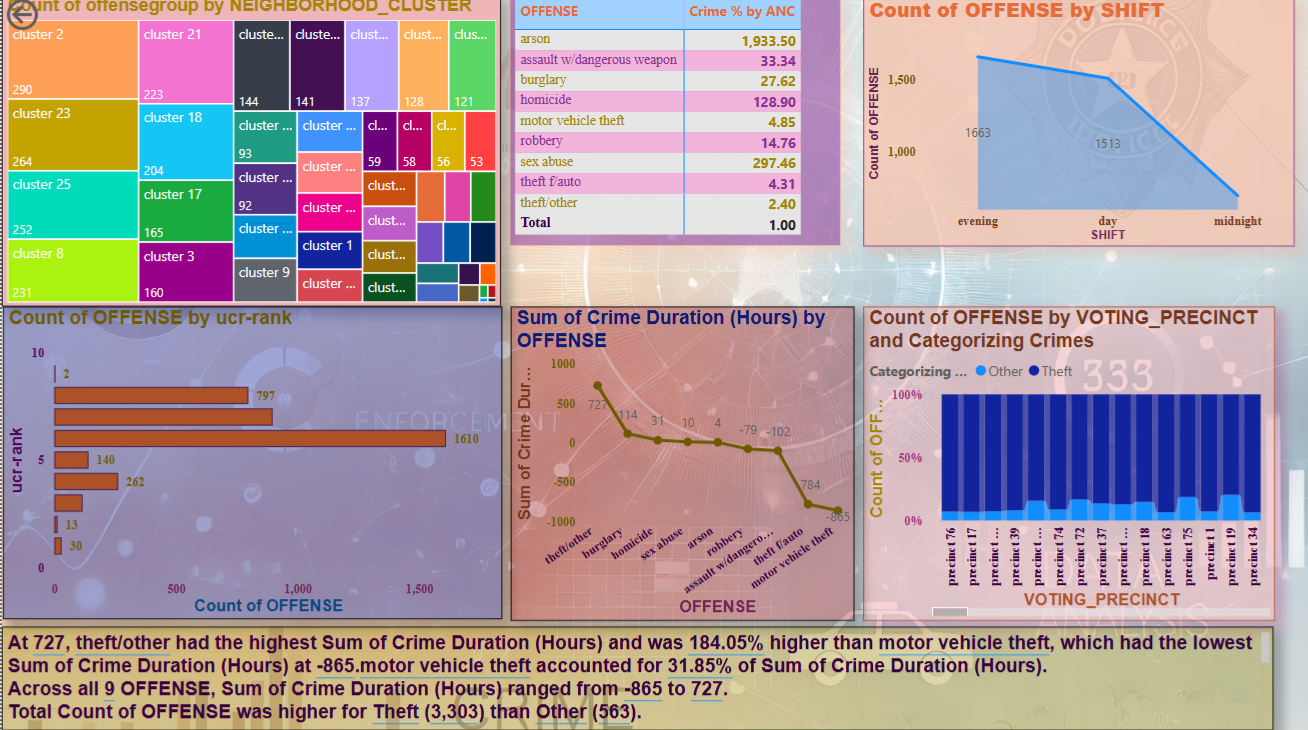 Count of offensegroup by NEIGHBORHOOD_CLUSTER
cluster 2
290
cluster 23
264
cluster 25
252
cluster 8
231
cluster 21
223
cluster 18
204
cluster 17
165
cluster 3
160
cluste...
144
cluste...
141
clust...
137
clust...
128
clus...
121
cluster ...
93
cluster ...
92
cluster ...
cluster 9
cluster ...
cluster ...
cluster ...
cluster 1
cluster ...
cl...
59
cl...
58
cl...
56
53
clust...
clust...
clust...
clust...
OFFENSE Crime % by ANC
arson 1,933.50
assault w/dangerous weapon 33.34
burglary 27.62
homicide 128.90
motor vehicle theft 4.85
robbery 14.76
sex abuse 297.46
theft f/auto 4.31
theft/other 2.40
Total 1.00
Count of OFFENSE by SHIFT
Count of OFFENSE
1,500
1,000
1663
1513
evening day midnight
SHIFT
Count of OFFENSE by ucr-rank
ucr-rank
10
5
0
2
797
1610
140
262
13
30
0 500 1,000 1,500
Count of OFFENSE
ENFORCEMENT
Sum of Crime Duration (Hours) by
OFFENSE
Sum of Crime Dur...
1000
500
0
-500
-1000
727
114
31
10
4
-79
-102
-784
-865
theft/other
burglary
homicide
sex abuse
arson
robbery
assault w/dangero...
theft f/auto
motor vehicle theft
OFFENSE
Count of OFFENSE by VOTING_PRECINCT
and Categorizing Crimes
Categorizing ... Other Theft
333
Count of OFF...
100%
50%
0%
precinct 76
precinct 17
precinct ...
precinct 39
precinct ...
precinct 74
precinct 72
precinct 37
precinct ...
precinct 18
precinct 63
precinct 75
precinct 1
precinct 19
precinct 34
VOTING_PRECINCT
DATA
ANALYSIS
At 727, theft/other had the highest Sum of Crime Duration (Hours) and was 184.05% higher than motor vehicle theft, which had the lowest
Sum of Crime Duration (Hours) at -865.motor vehicle theft accounted for 31.85% of Sum of Crime Duration (Hours).
Across all 9 OFFENSE, Sum of Crime Duration (Hours) ranged from -865 to 727.
Total Count of OFFENSE was higher for Theft (3,303) than Other (563).
CRIME